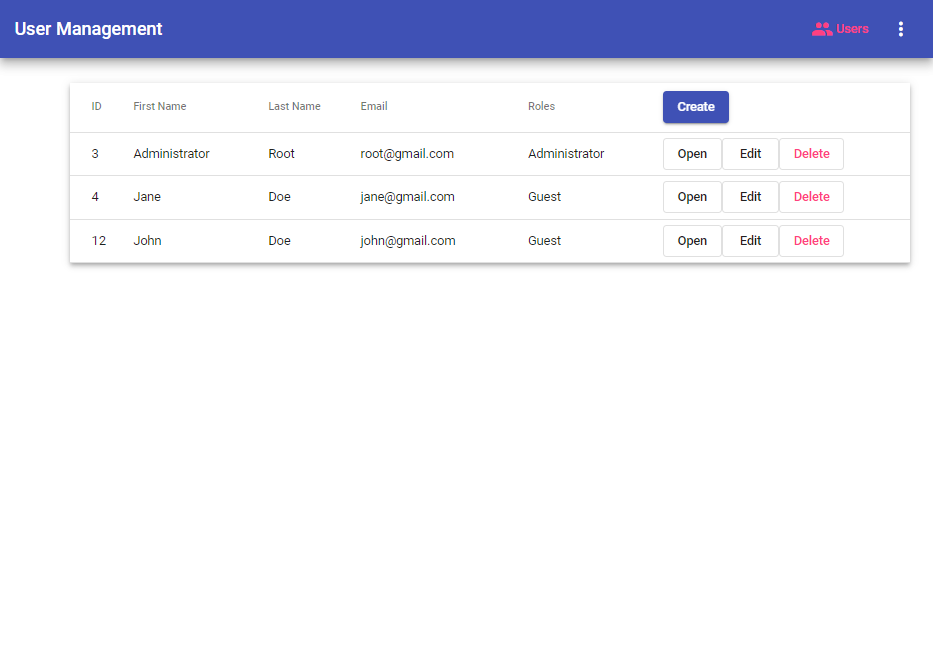 User Management Users
ID First Name Last Name Email Roles Create
3 Administrator Root root@gmail.com Administrator Open Edit Delete
4 Jane Doe jane@gmail.com Guest Open Edit Delete
12 John Doe john@gmail.com Guest Open Edit Delete